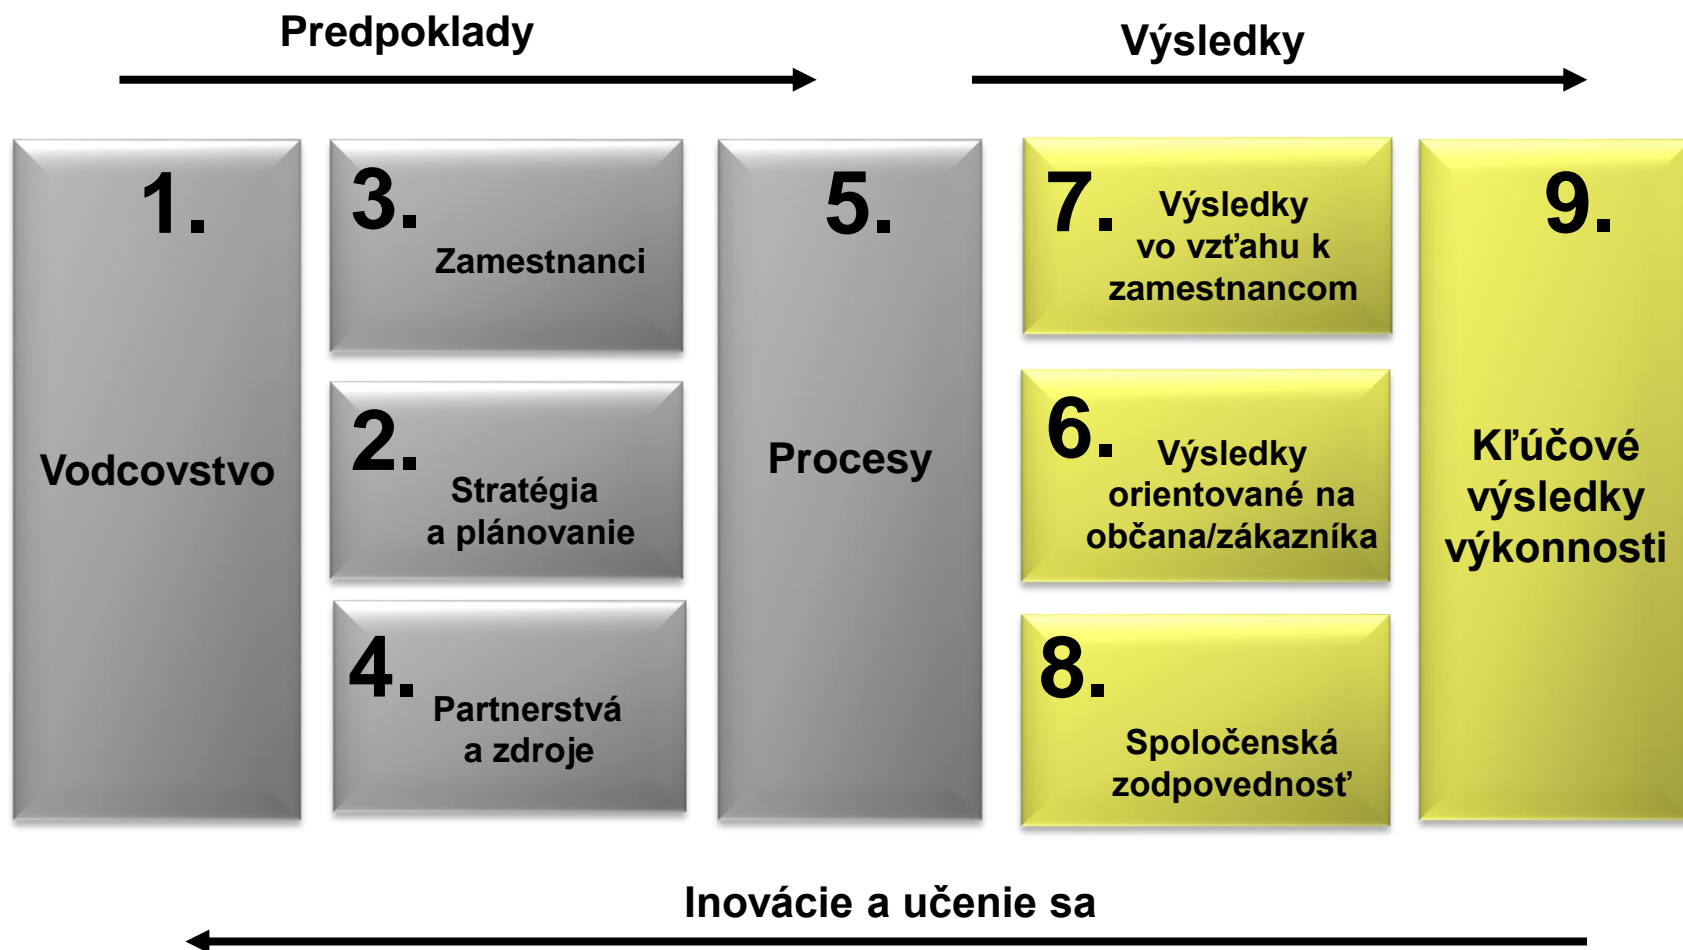 Predpoklady
Výsledky
1.
Vodcovstvo
3.
Zamestnanci
2.
Stratégia
a plánovanie
4.
Partnerstvá
a zdroje
5.
Procesy
7.
Výsledky
vo vzťahu k
zamestnancom
6.
Výsledky
orientované na
občana/zákazníka
8.
Spoločenská
zodpovednosť
9.
Kľúčové
výsledky
výkonnosti
Inovácie a učenie sa